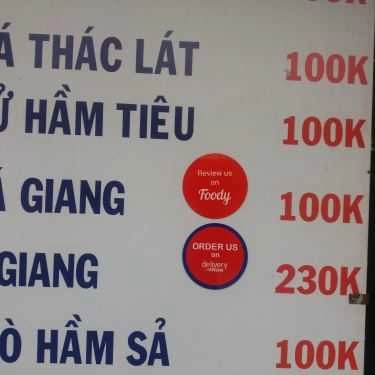 Á THÁC LÁT 100K
HẦM TIÊU 100K
GIANG 100K
Review us
on
Foody
GIANG 230K
ORDER US
on
delivery
Ò HẦM SẢ 100K